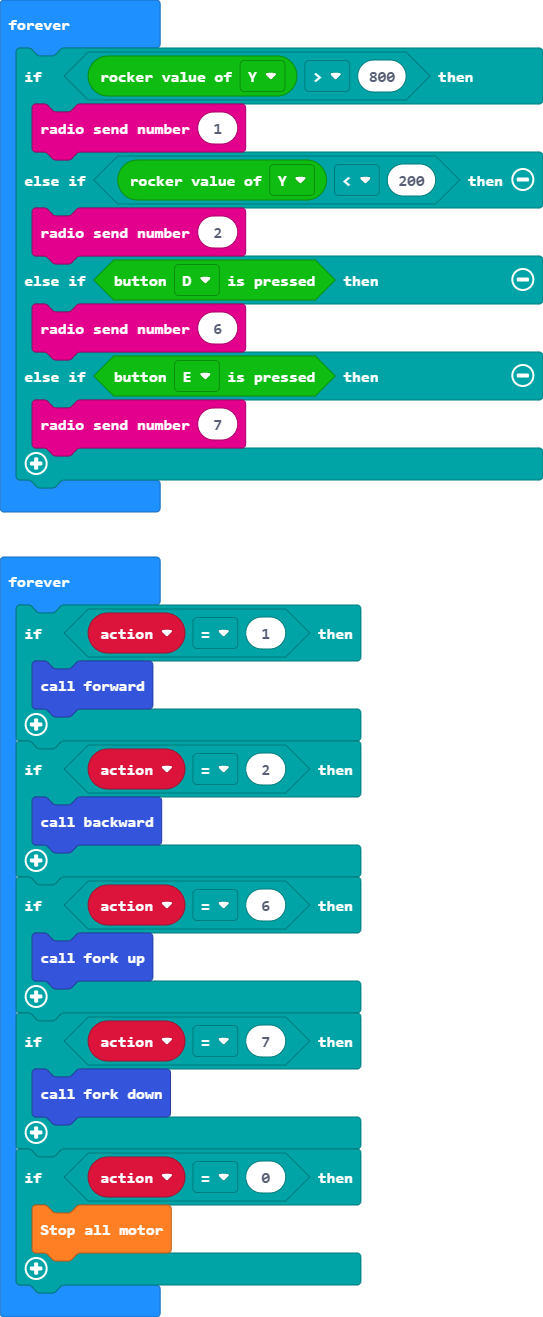 forever
if rocker value of Y > 800 then
radio send number 1
else if rocker value of Y < 200 then
radio send number 2
else if button D is pressed then
radio send number 6
else if button E is pressed then
radio send number 7
forever
if action = 1 then
call forward
if action = 2 then
call backward
if action = 6 then
call fork up
if action = 7 then
call fork down
if action = 0 then
Stop all motor